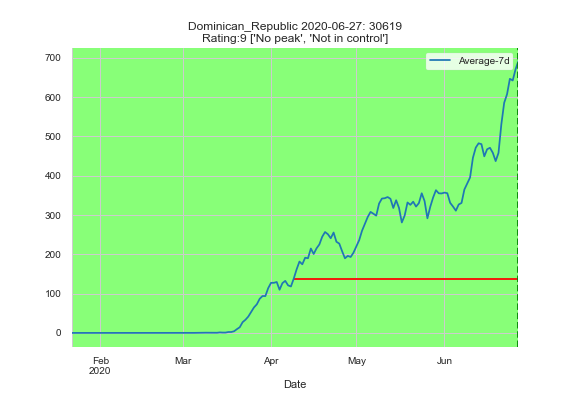 Dominican_Republic 2020-06-27: 30619
Rating:9 ['No peak', 'Not in control']
Average-7d
700
600
500
400
300
200
100
0
Feb
2020
Mar
Apr
May
Jun
Date